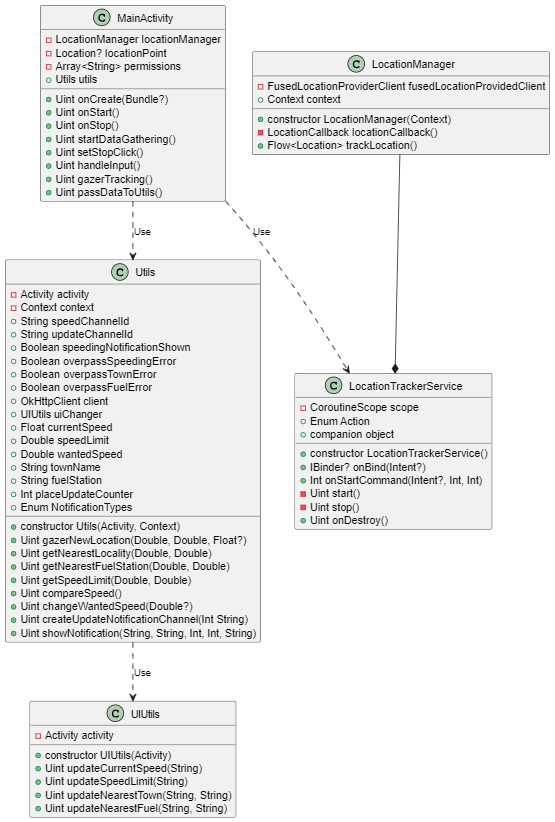 C MainActivity
LocationManager locationManager
Location? locationPoint
Array<String> permissions
Utils utils
Uint onCreate(Bundle?)
Uint onStart()
Uint onStop()
Uint startDataGathering()
Uint setStopClick()
Uint handleInput()
Uint gazerTracking()
Uint passDataToUtils()
C LocationManager
FusedLocationProviderClient fusedLocationProvidedClient
Context context
constructor LocationManager(Context)
LocationCallback locationCallback()
Flow<Location> trackLocation()
Use
Use
C Utils
Activity activity
Context context
String speedChannelId
String updateChannelId
Boolean speedingNotificationShown
Boolean overpassSpeedingError
Boolean overpassTownError
Boolean overpassFuelError
OkHttpClient client
UIUtils uiChanger
Float currentSpeed
Double speedLimit
Double wantedSpeed
String townName
String fuelStation
Int placeUpdateCounter
Enum NotificationTypes
constructor Utils(Activity, Context)
Uint gazerNewLocation(Double, Double, Float?)
Uint getNearestLocality(Double, Double)
Uint getNearestFuelStation(Double, Double)
Uint getSpeedLimit(Double, Double)
Uint compareSpeed()
Uint changeWantedSpeed(Double?)
Uint createUpdateNotificationChannel(Int String)
Uint showNotification(String, String, Int, Int, String)
C LocationTrackerService
CoroutineScope scope
Enum Action
companion object
constructor LocationTrackerService()
IBinder? onBind(Intent?)
Int onStartCommand(Intent?, Int, Int)
Uint start()
Uint stop()
Uint onDestroy()
Use
C UIUtils
Activity activity
constructor UIUtils(Activity)
Uint updateCurrentSpeed(String)
Uint updateSpeedLimit(String)
Uint updateNearestTown(String, String)
Uint updateNearestFuel(String, String)